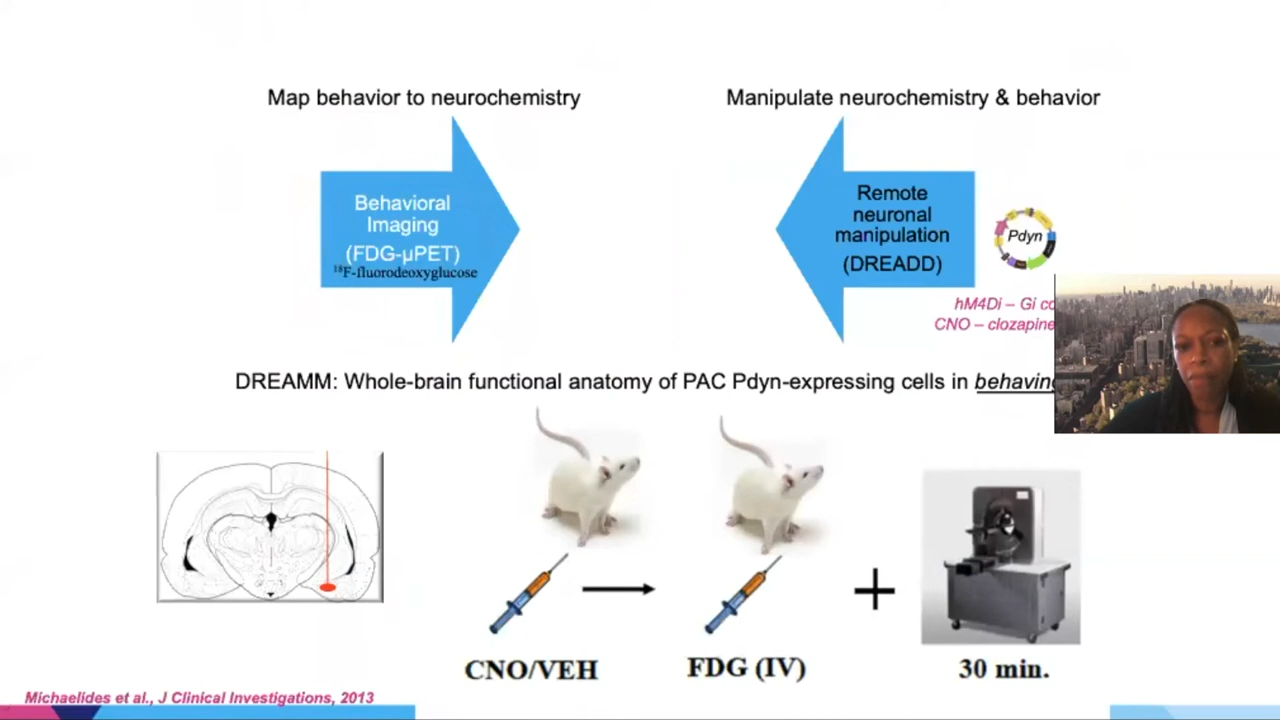 Map behavior to neurochemistry
Manipulate neurochemistry & behavior
Behavioral
Imaging
(FDG-µPET)
¹⁸F-fluorodeoxyglucose
Remote
neuronal
manipulation
(DREADD)
Pdyn
hM4Di – Gi
CNO – clozapine
DREAMM: Whole-brain functional anatomy of PAC Pdyn-expressing cells in behaving
CNO/VEH
FDG (IV)
+
30 min.
Michaelides et al., J Clinical Investigations, 2013